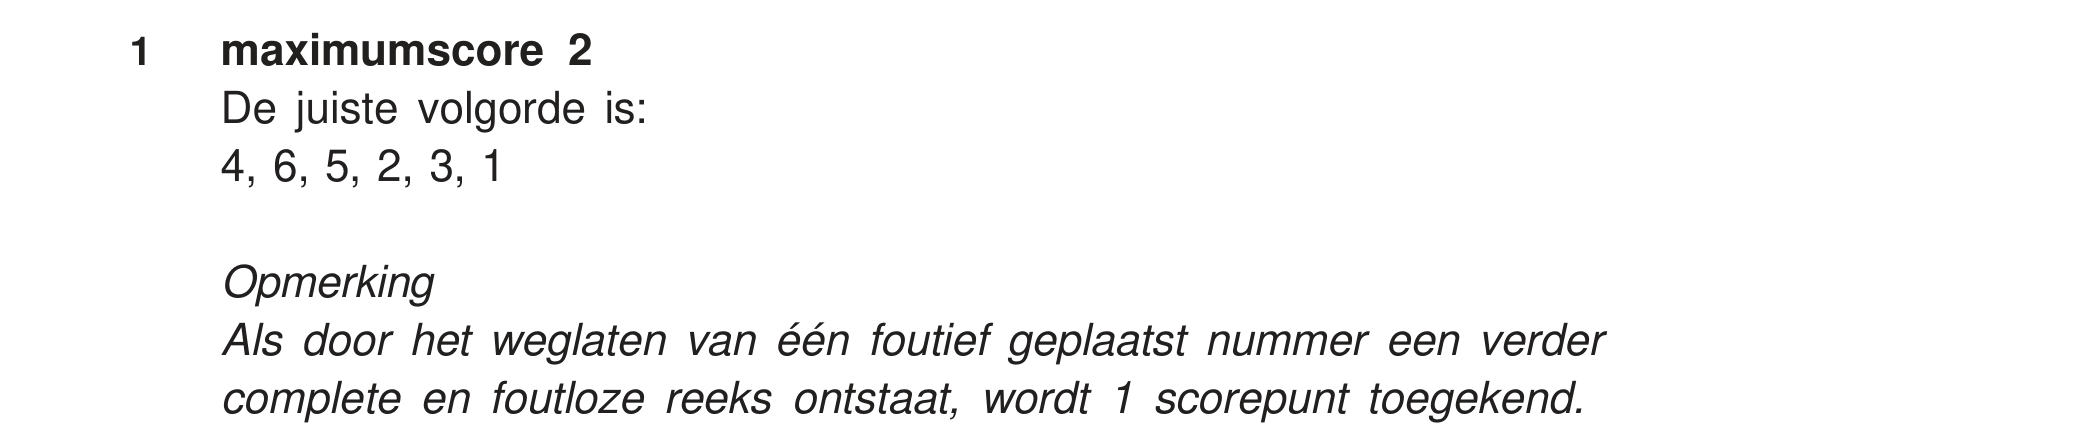 1 maximumscore 2
De juiste volgorde is:
4, 6, 5, 2, 3, 1
Opmerking
Als door het weglaten van één foutief geplaatst nummer een verder
complete en foutloze reeks ontstaat, wordt 1 scorepunt toegekend.